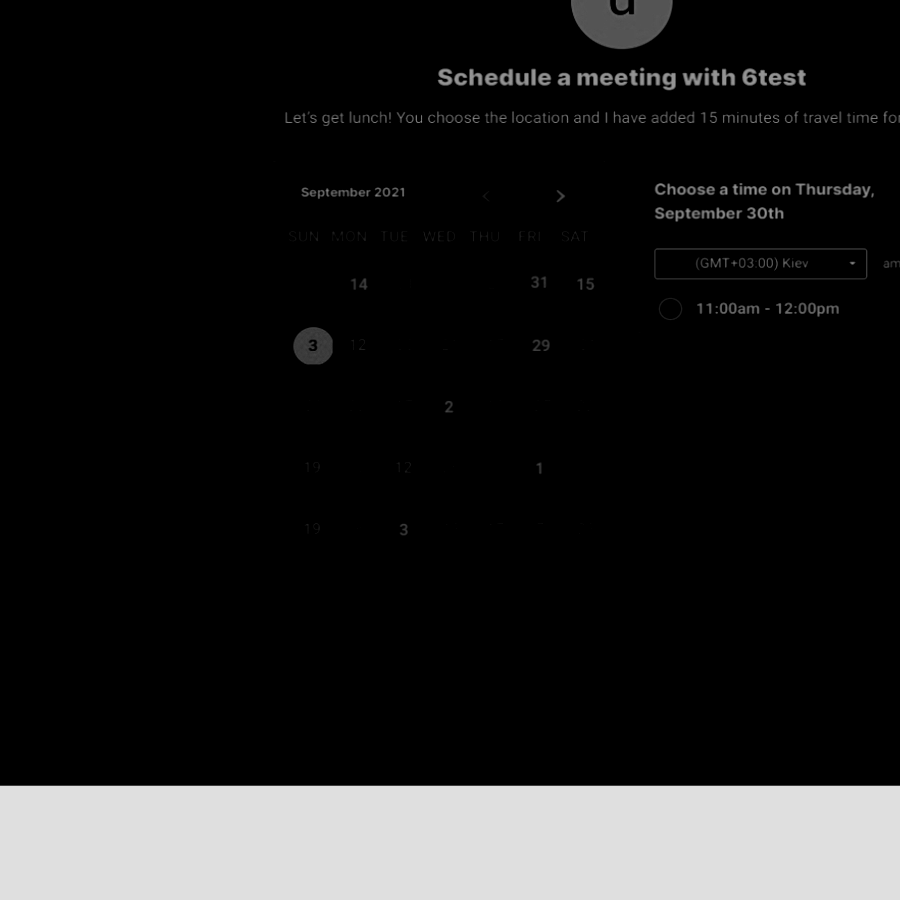 Schedule a meeting with 6test
Let's get lunch! You choose the location and I have added 15 minutes of travel time for
September 2021
SUN MON TUE WED THU FRI SAT
14 31 15
3 12 29
2
19 12 1
19 3
Choose a time on Thursday,
September 30th
(GMT+03:00) Kiev am
11:00am - 12:00pm